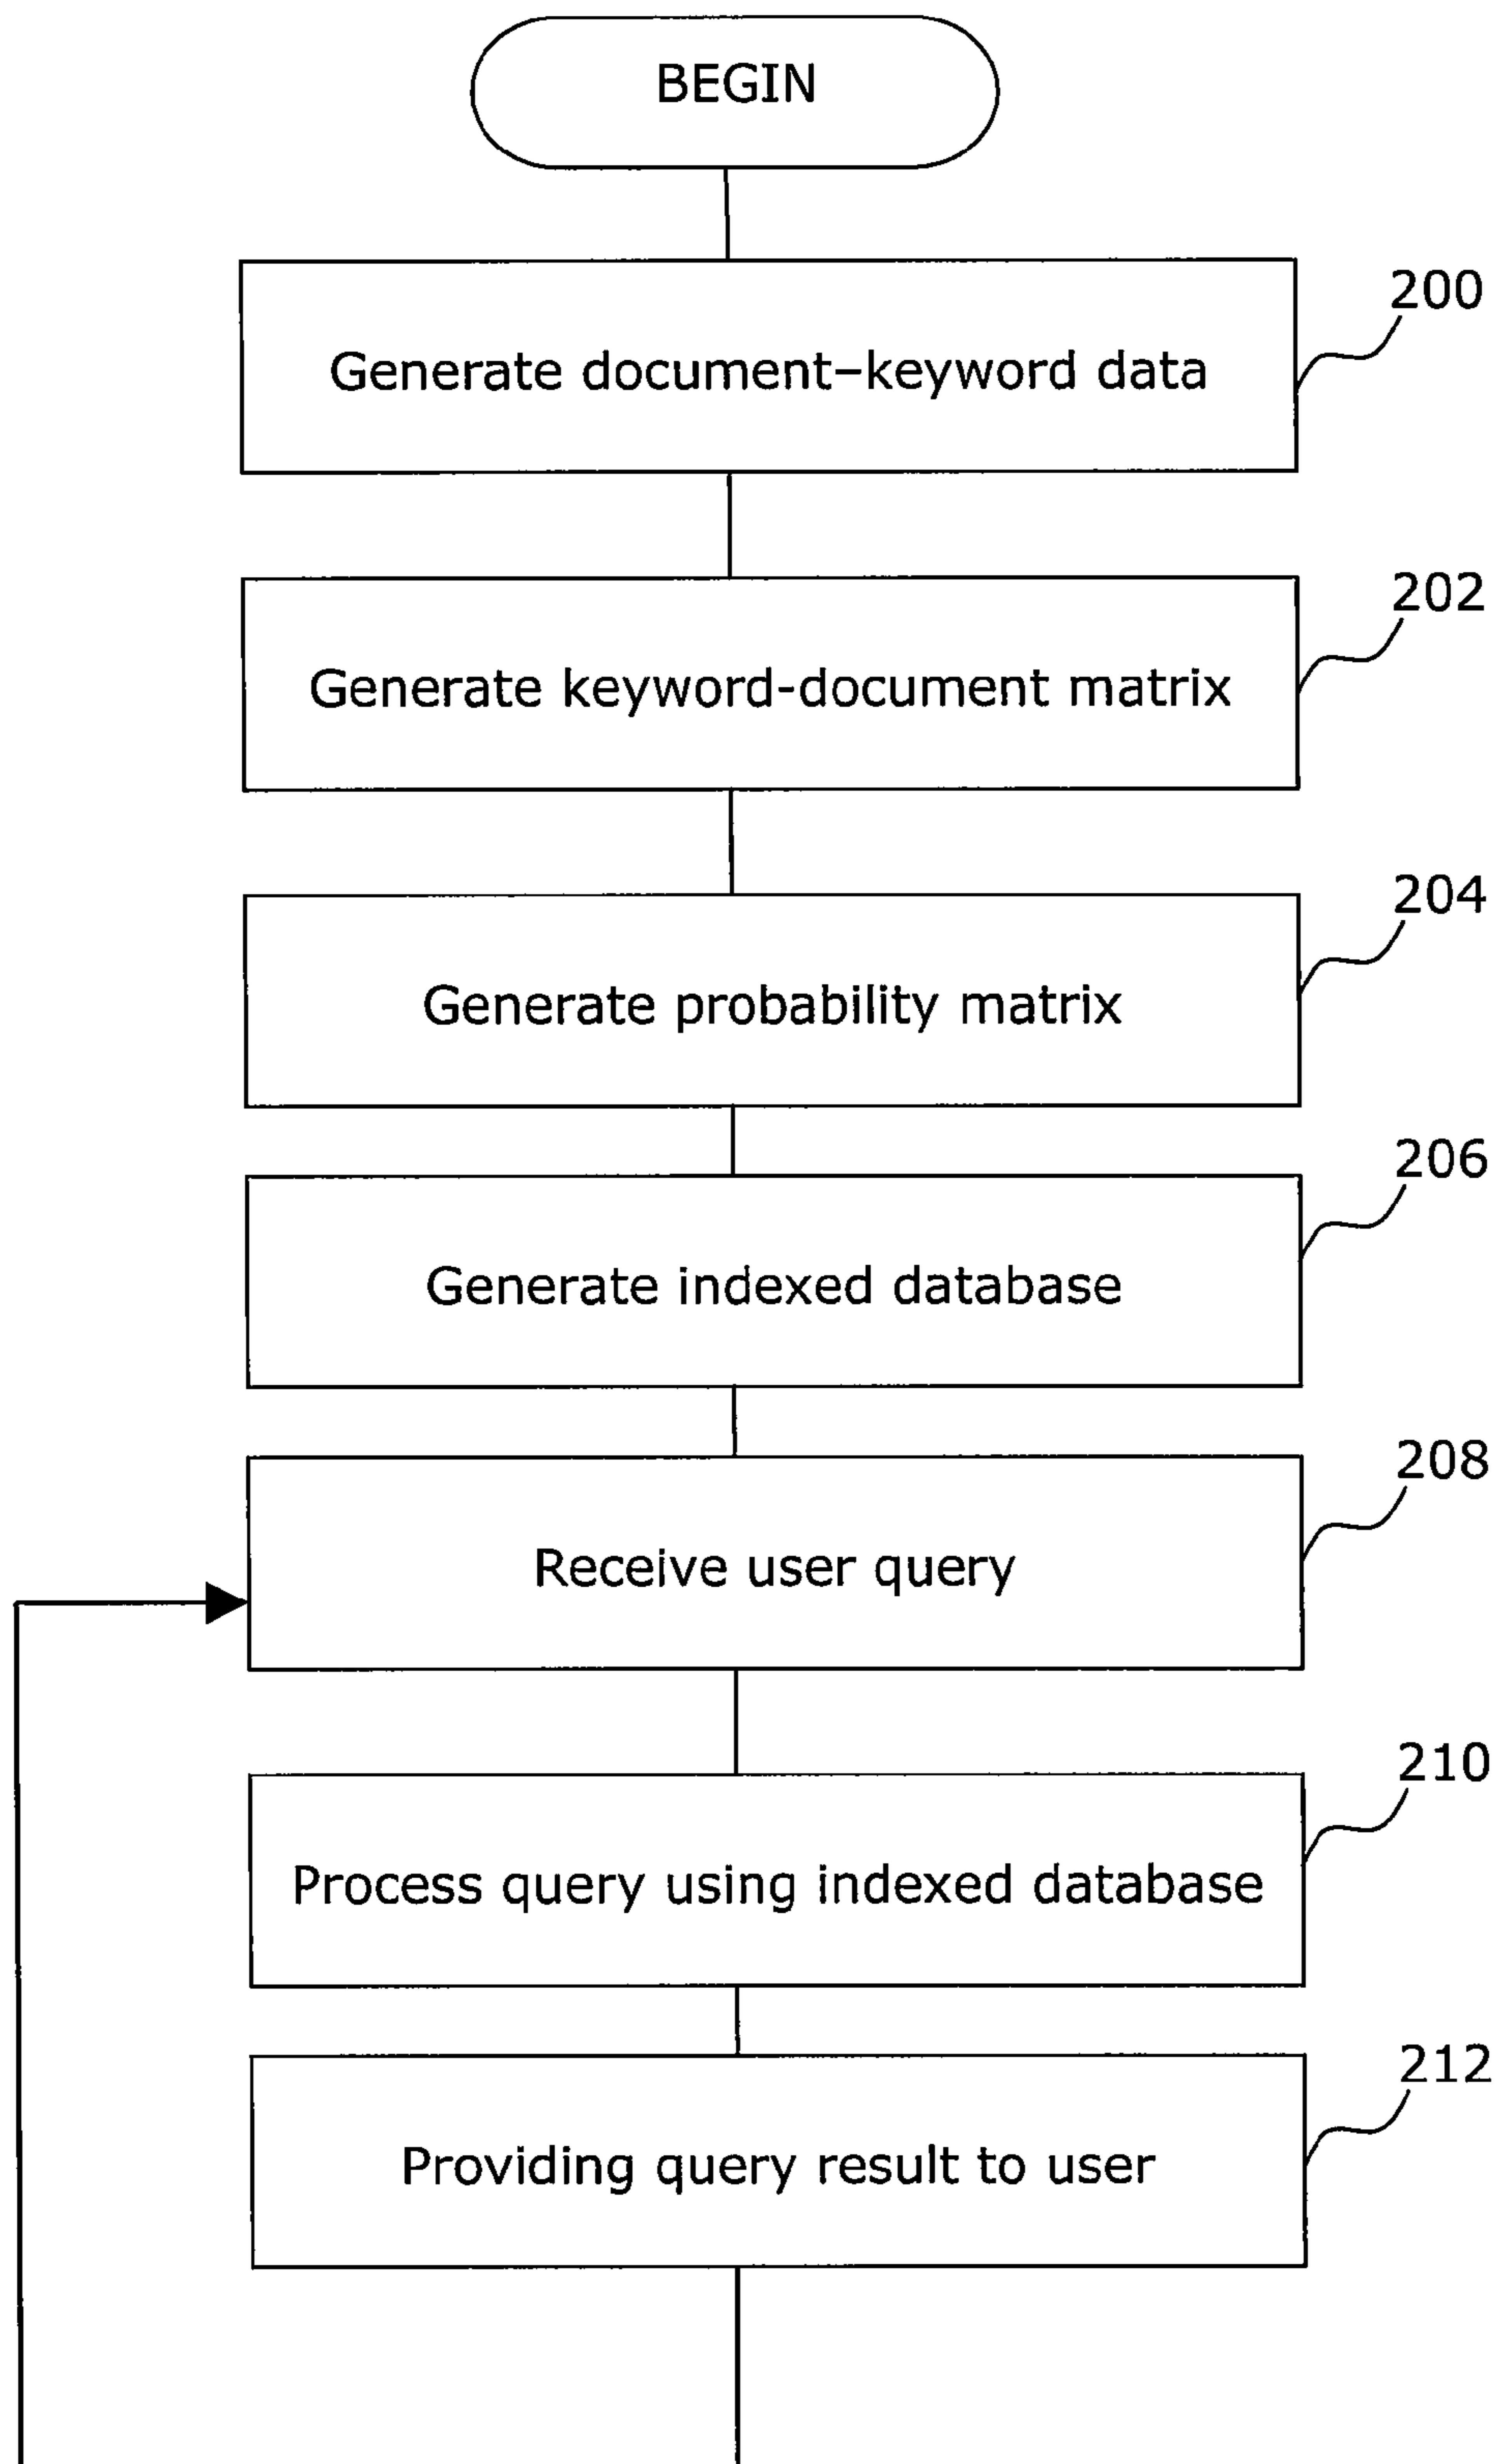 BEGIN
200
Generate document–keyword data
202
Generate keyword-document matrix
204
Generate probability matrix
206
Generate indexed database
208
Receive user query
210
Process query using indexed database
212
Providing query result to user